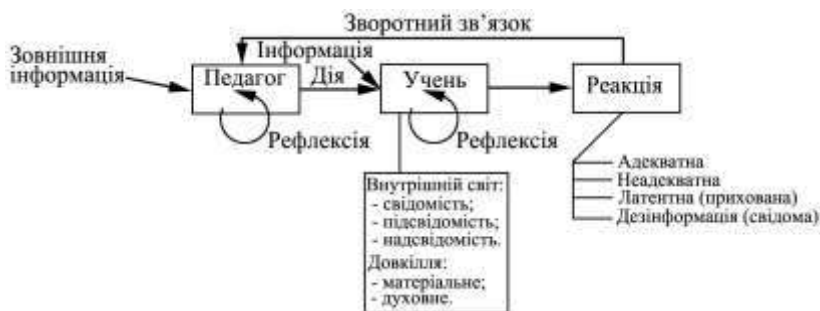 Зворотний зв’язок
Зовнішня
інформація
Інформація
Педагог
Дія
Учень
Реакція
Рефлексія
Рефлексія
Внутрішній світ:
- свідомість;
- підсвідомість;
- надсвідомість.
Довкілля:
- матеріальне;
- духовне.
Адекватна
Неадекватна
Латентна (прихована)
Дезінформація (свідома)